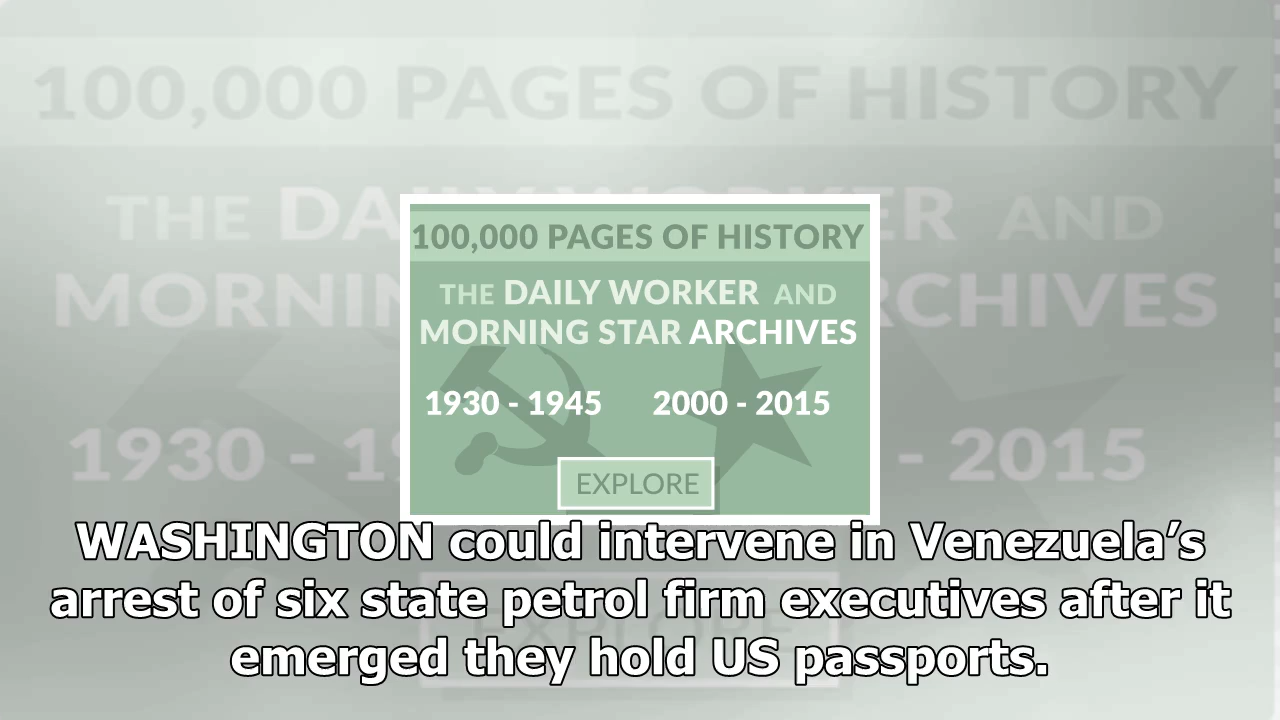 100,000 PAGES OF HISTORY
THE DAILY WORKER AND
MORNING STAR ARCHIVES
1930 - 1945 2000 - 2015
EXPLORE
WASHINGTON could intervene in Venezuela’s
arrest of six state petrol firm executives after it
emerged they hold US passports.